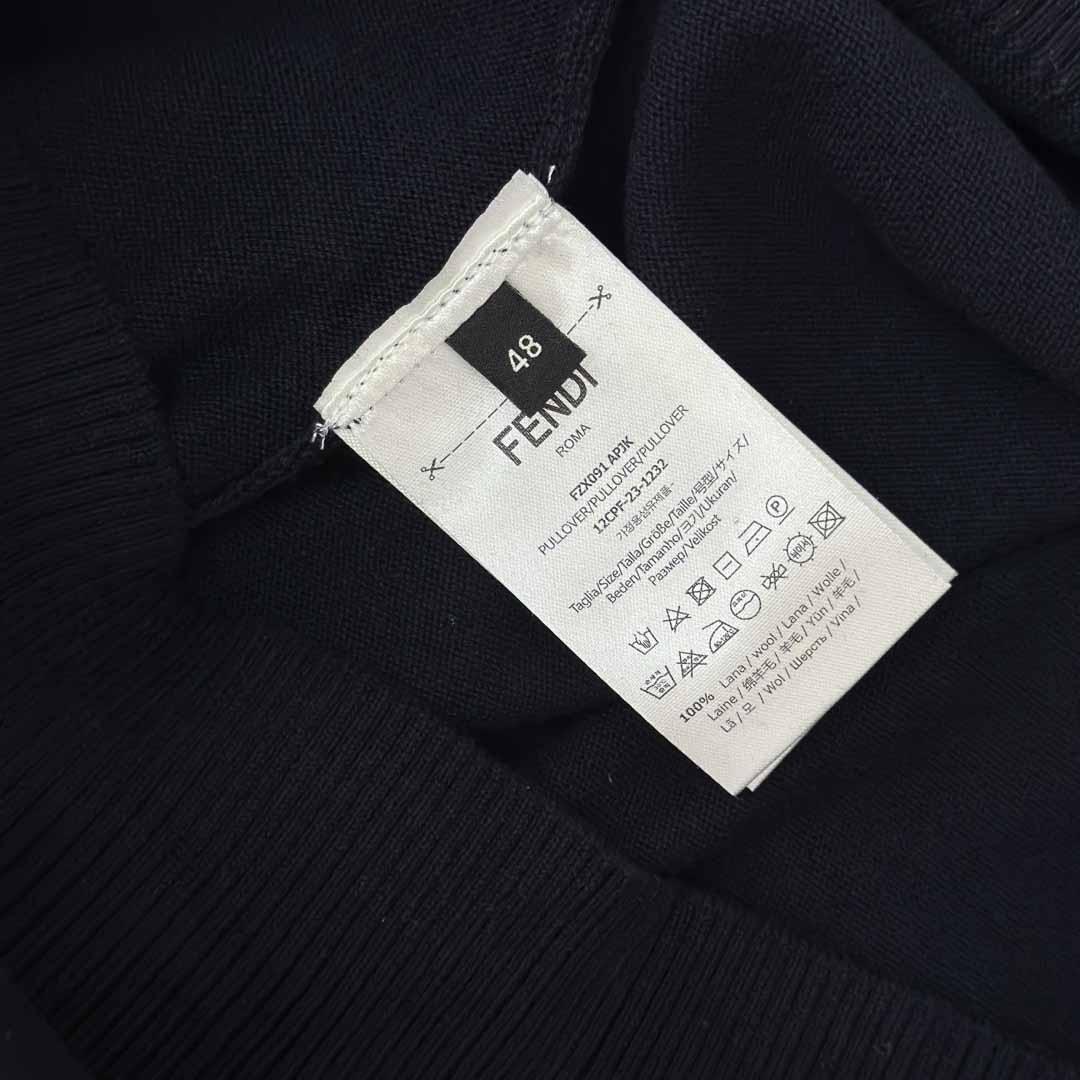 48
FENDI
ROMA
FZX091 APJK
PULLOVER/PULLOVER/PULLOVER
12CPF-23-1232
가정용섬유제품-
Taglia/Size/Talla/Größe/Taille/号型/サイズ/
Beden/Tamanho/크기/Ukuran/
Размер/Velikost
P
100% Lana / wool / Lana / Wolle /
Laine / 绵羊毛 / 羊毛 / Yün / 羊毛 /
Lã / 모 / Wol / Шерсть / Vlna /